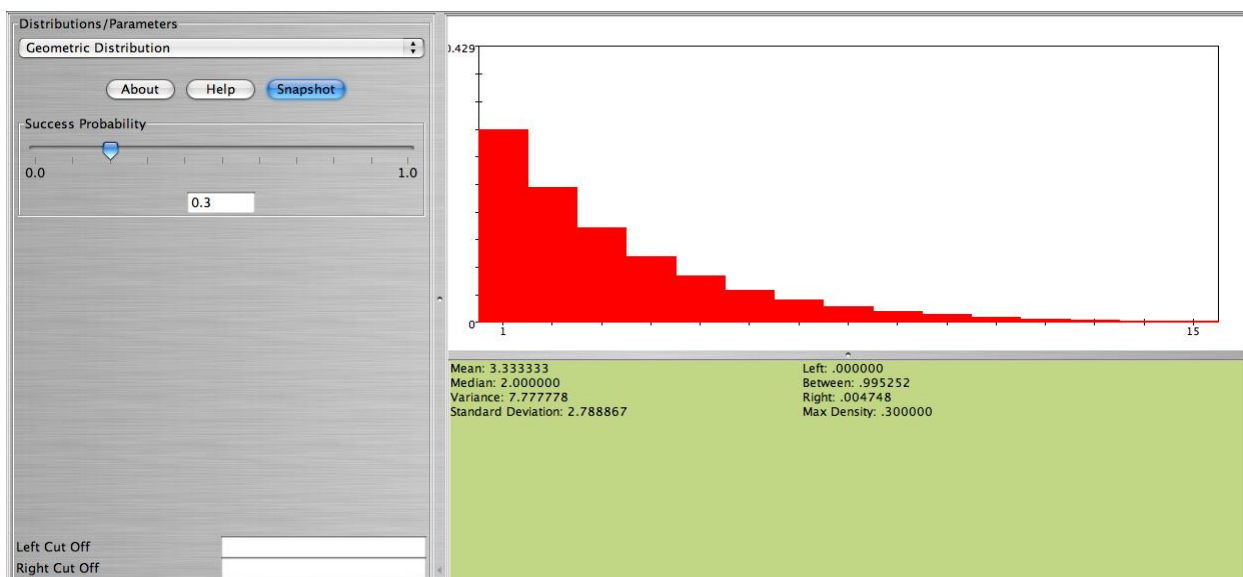 Distributions/Parameters
Geometric Distribution
About Help Snapshot
Success Probability
0.0 1.0
0.3
Left Cut Off
Right Cut Off
0.429
0
1 15
Mean: 3.333333
Median: 2.000000
Variance: 7.777778
Standard Deviation: 2.788867
Left: .000000
Between: .995252
Right: .004748
Max Density: .300000